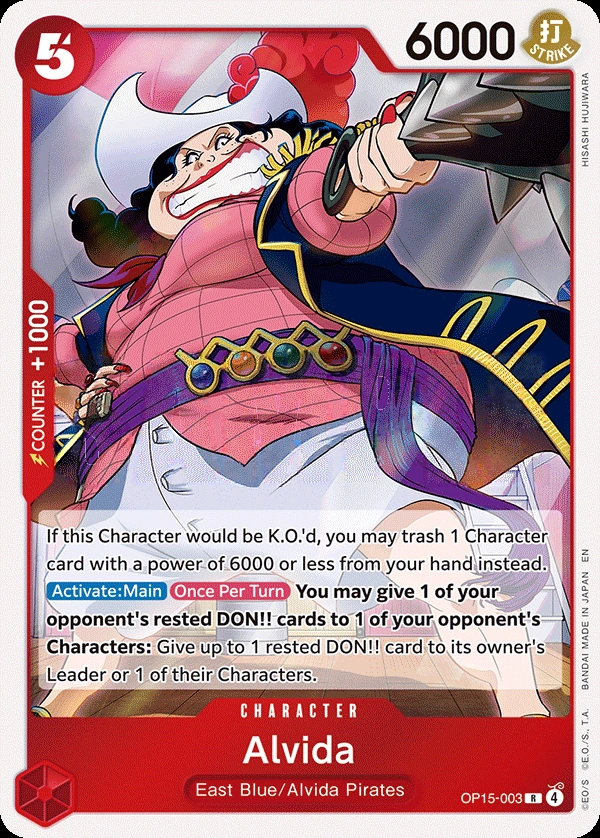 5
6000
打
STRIKE
HISASHI HUJIWARA
COUNTER +1000
If this Character would be K.O.'d, you may trash 1 Character
card with a power of 6000 or less from your hand instead.
Activate:Main Once Per Turn You may give 1 of your
opponent's rested DON!! cards to 1 of your opponent's
Characters: Give up to 1 rested DON!! card to its owner's
Leader or 1 of their Characters.
CHARACTER
Alvida
East Blue/Alvida Pirates
OP15-003 R 4
©EO/S ©E.O./S., T.A. BANDAI MADE IN JAPAN EN